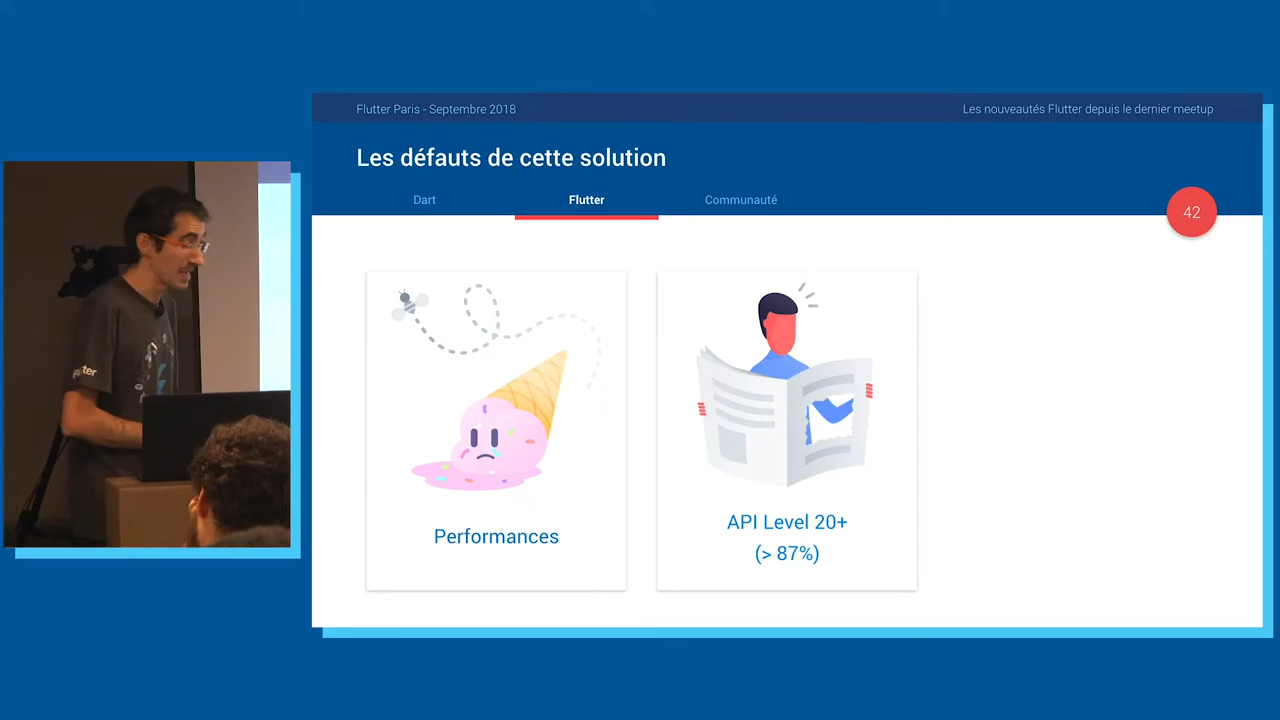 Flutter Paris - Septembre 2018
Les nouveautés Flutter depuis le dernier meetup
Les défauts de cette solution
Dart
Flutter
Communauté
42
Performances
API Level 20+
(> 87%)